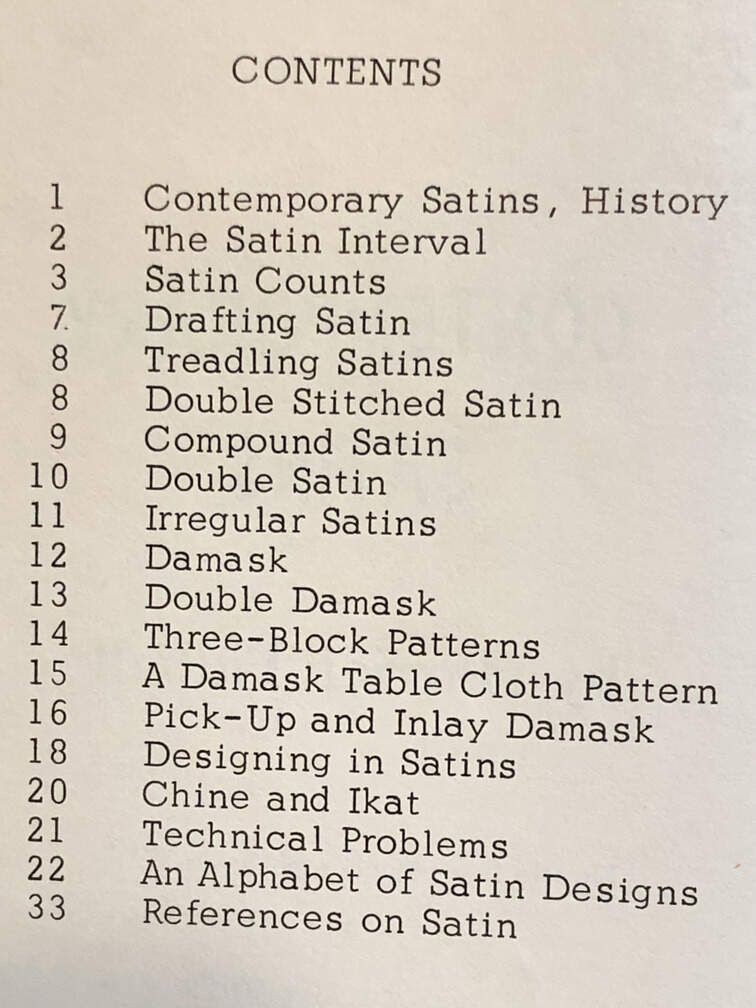 CONTENTS
1 Contemporary Satins, History
2 The Satin Interval
3 Satin Counts
7 Drafting Satin
8 Treadling Satins
8 Double Stitched Satin
9 Compound Satin
10 Double Satin
11 Irregular Satins
12 Damask
13 Double Damask
14 Three-Block Patterns
15 A Damask Table Cloth Pattern
16 Pick-Up and Inlay Damask
18 Designing in Satins
20 Chine and Ikat
21 Technical Problems
22 An Alphabet of Satin Designs
33 References on Satin